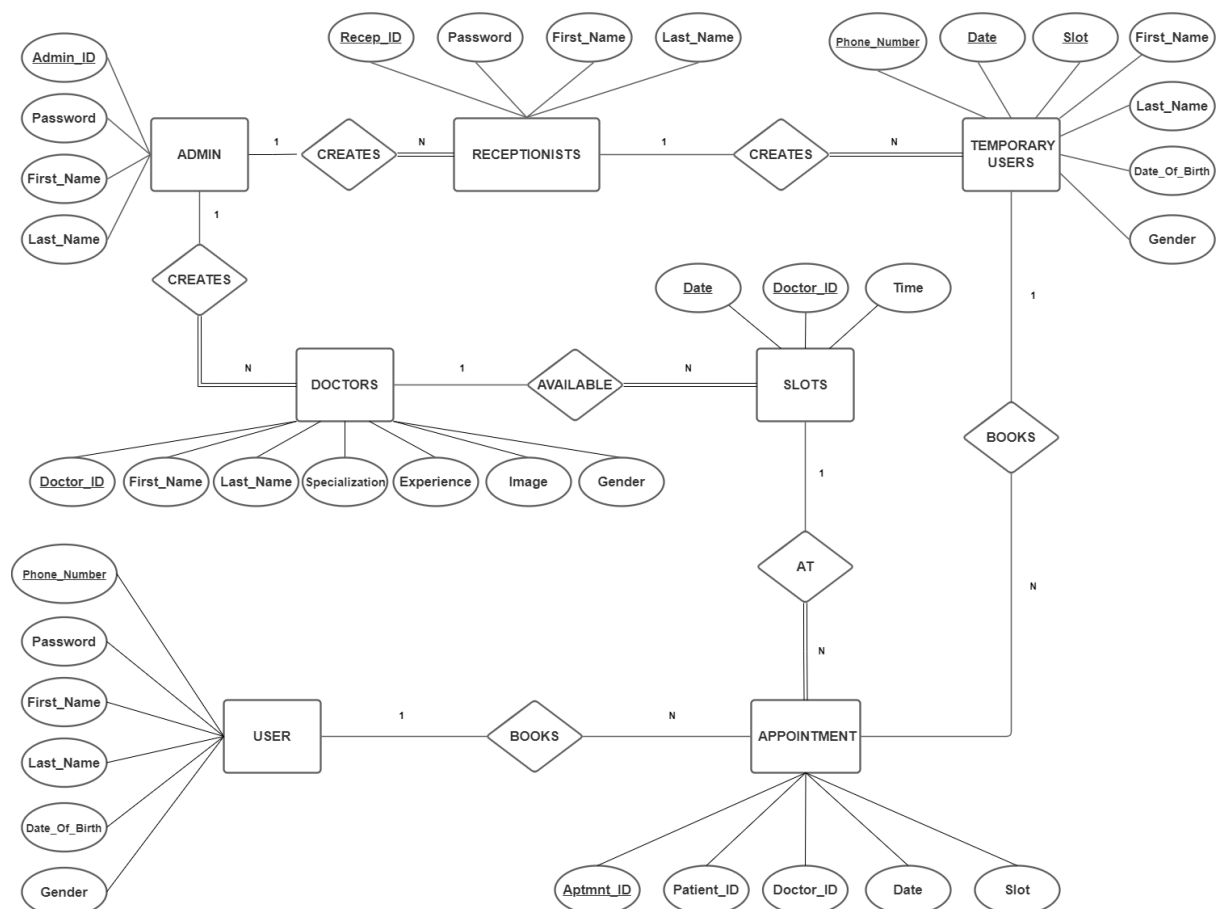 Recep_ID
Password
First_Name
Last_Name
Phone_Number
Date
Slot
First_Name
Admin_ID
Password
First_Name
Last_Name
ADMIN
1
CREATES
N
RECEPTIONISTS
1
CREATES
N
TEMPORARY
USERS
Last_Name
Date_Of_Birth
Gender
1
CREATES
N
DOCTORS
1
AVAILABLE
N
SLOTS
Date
Doctor_ID
Time
Doctor_ID
First_Name
Last_Name
Specialization
Experience
Image
Gender
1
BOOKS
N
1
AT
N
Phone_Number
Password
First_Name
Last_Name
Date_Of_Birth
Gender
USER
1
BOOKS
N
APPOINTMENT
Aptmnt_ID
Patient_ID
Doctor_ID
Date
Slot